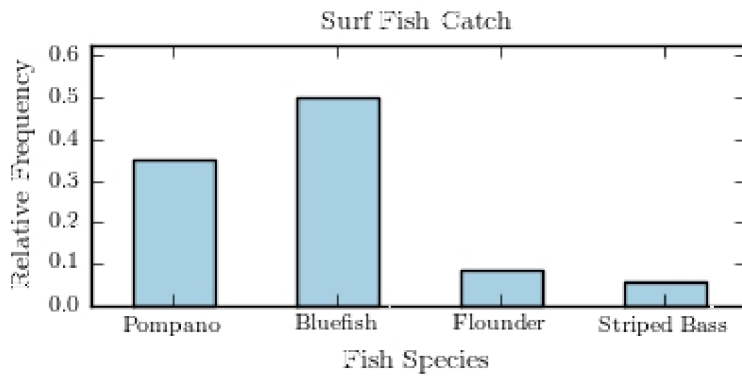 Surf Fish Catch
Relative Frequency
0.6
0.5
0.4
0.3
0.2
0.1
0.0
Pompano Bluefish Flounder Striped Bass
Fish Species